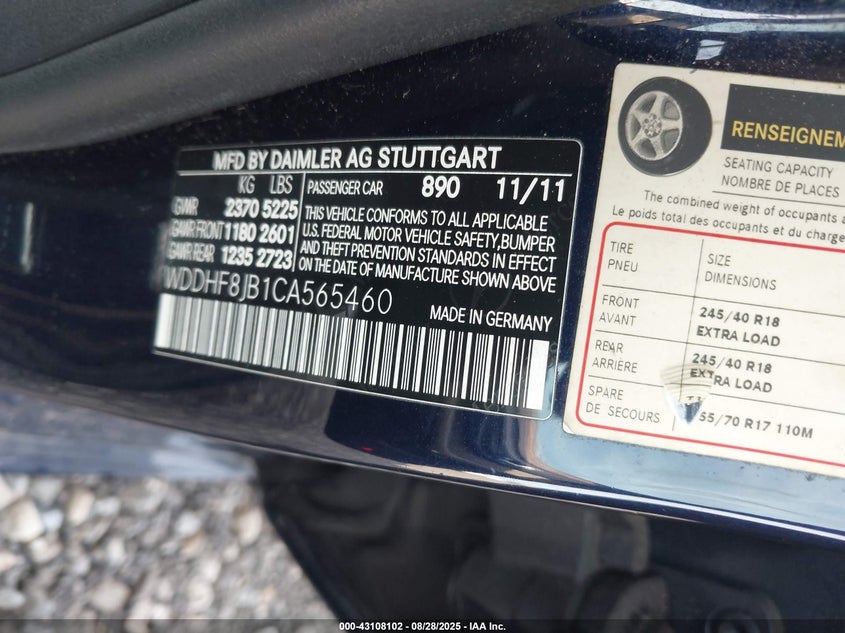 MFD BY DAIMLER AG STUTTGART
KG LBS
GVWR 2370 5225
GAWR FRONT 1180 2601
GAWR REAR 1235 2723
PASSENGER CAR 890 11/11
THIS VEHICLE CONFORMS TO ALL APPLICABLE
U.S. FEDERAL MOTOR VEHICLE SAFETY, BUMPER
AND THEFT PREVENTION STANDARDS IN EFFECT
ON THE DATE OF MANUFACTURE SHOWN ABOVE
WDDHF8JB1CA565460
MADE IN GERMANY
SEATING CAPACITY
NOMBRE DE PLACES
The combined weight of occupants
Le poids total des occupants et du
TIRE
PNEU
SIZE
DIMENSIONS
FRONT
AVANT
245/40 R18
EXTRA LOAD
REAR
ARRIÈRE
245/40 R18
EXTRA LOAD
SPARE
DE SECOURS
55/70 R17 110M
000-43108102 / 08/28/2025 - IAA Inc.